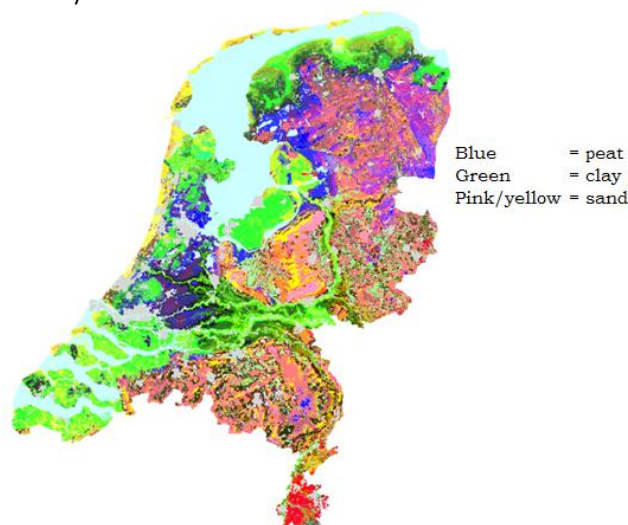 Blue = peat
Green = clay
Pink/yellow = sand